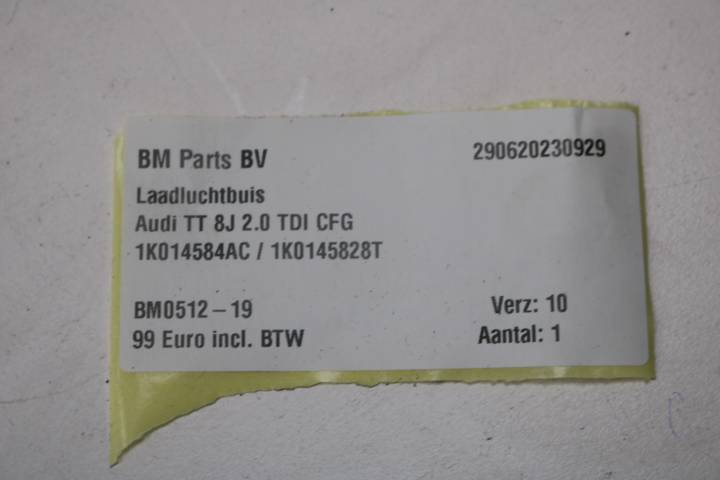 BM Parts BV 290620230929
Laadluchtbuis
Audi TT 8J 2.0 TDI CFG
1K014584AC / 1K0145828T
BM0512 – 19 Verz: 10
99 Euro incl. BTW Aantal: 1